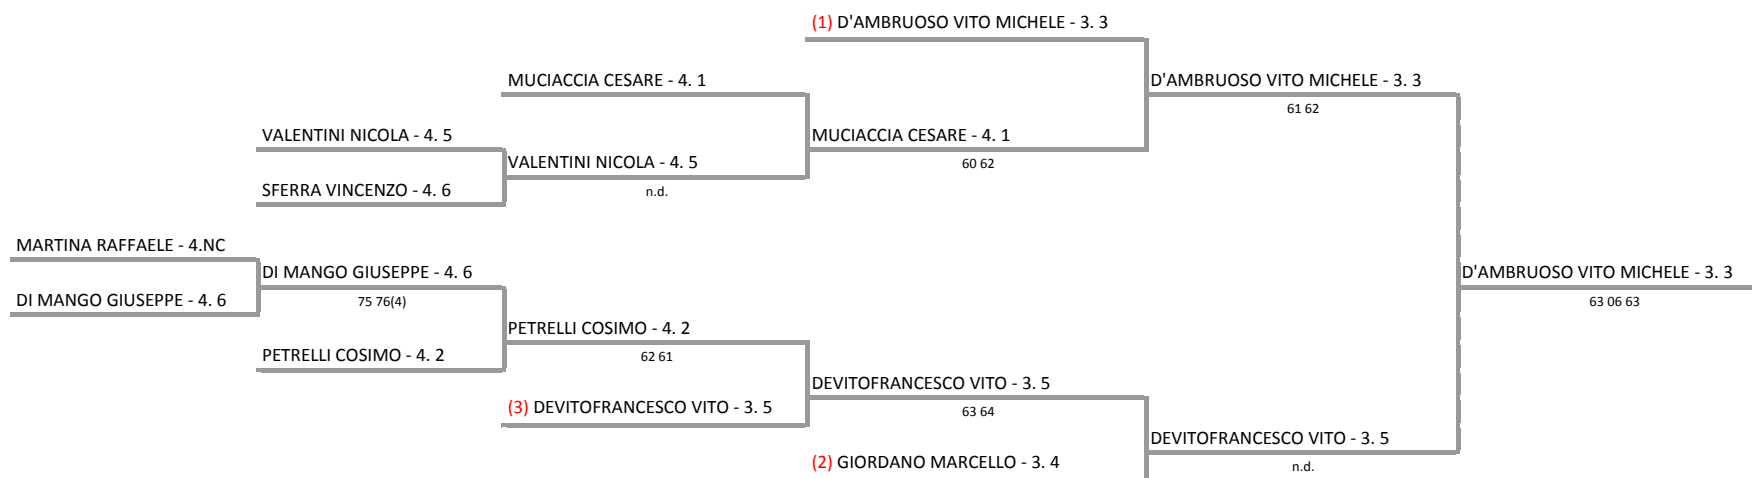 (1) D'AMBRUOSO VITO MICHELE - 3. 3
MUCIACCIA CESARE - 4. 1
D'AMBRUOSO VITO MICHELE - 3. 3
61 62
VALENTINI NICOLA - 4. 5
MUCIACCIA CESARE - 4. 1
60 62
VALENTINI NICOLA - 4. 5
n.d.
SFERRA VINCENZO - 4. 6
MARTINA RAFFAELE - 4.NC
DI MANGO GIUSEPPE - 4. 6
75 76(4)
D'AMBRUOSO VITO MICHELE - 3. 3
63 06 63
DI MANGO GIUSEPPE - 4. 6
PETRELLI COSIMO - 4. 2
62 61
PETRELLI COSIMO - 4. 2
DEVITOFRANCESCO VITO - 3. 5
63 64
(3) DEVITOFRANCESCO VITO - 3. 5
DEVITOFRANCESCO VITO - 3. 5
n.d.
(2) GIORDANO MARCELLO - 3. 4